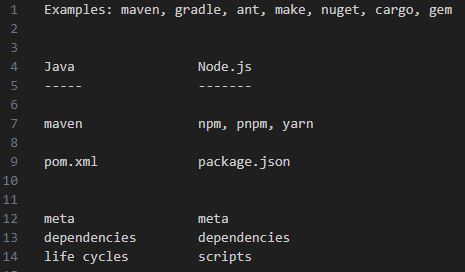 1 Examples: maven, gradle, ant, make, nuget, cargo, gem
2
3
4 Java Node.js
5 ----- -------
6
7 maven npm, pnpm, yarn
8
9 pom.xml package.json
10
11
12 meta meta
13 dependencies dependencies
14 life cycles scripts